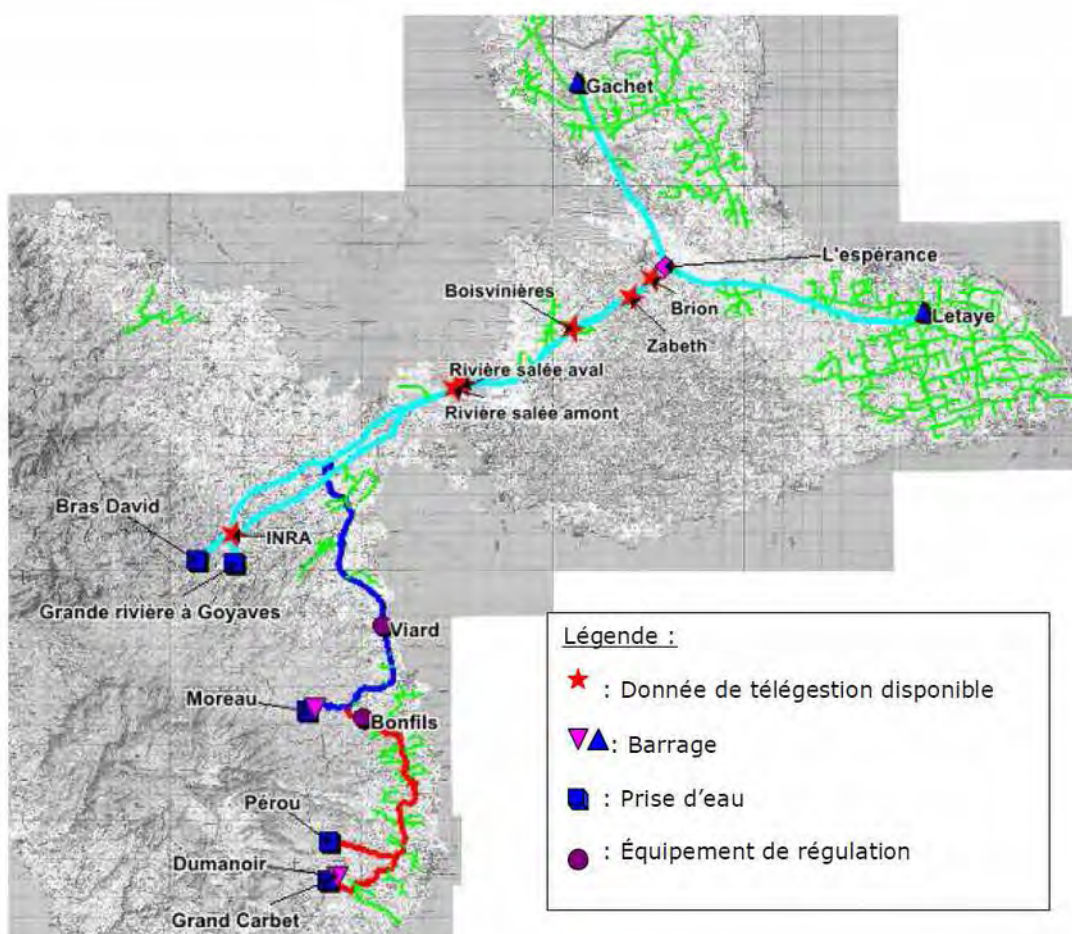 Gachet
L'espérance
Boisvinières
Brion
Letaye
Zabeth
Rivière salée aval
Rivière salée amont
Bras David
INRA
Grande rivière à Goyaves
Viard
Moreau
Bonfils
Pérou
Dumanoir
Grand Carbet
Légende :
: Donnée de télégestion disponible
: Barrage
: Prise d'eau
: Équipement de régulation